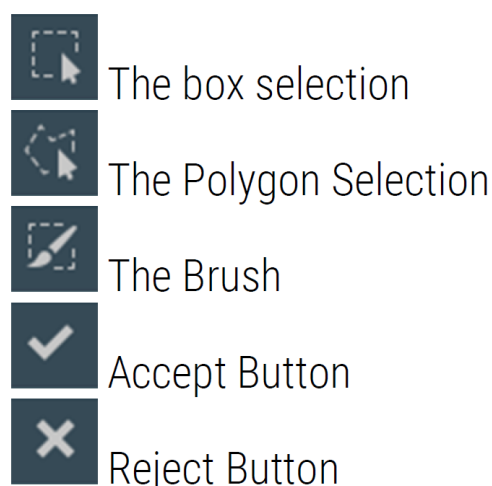 The box selection
The Polygon Selection
The Brush
Accept Button
Reject Button